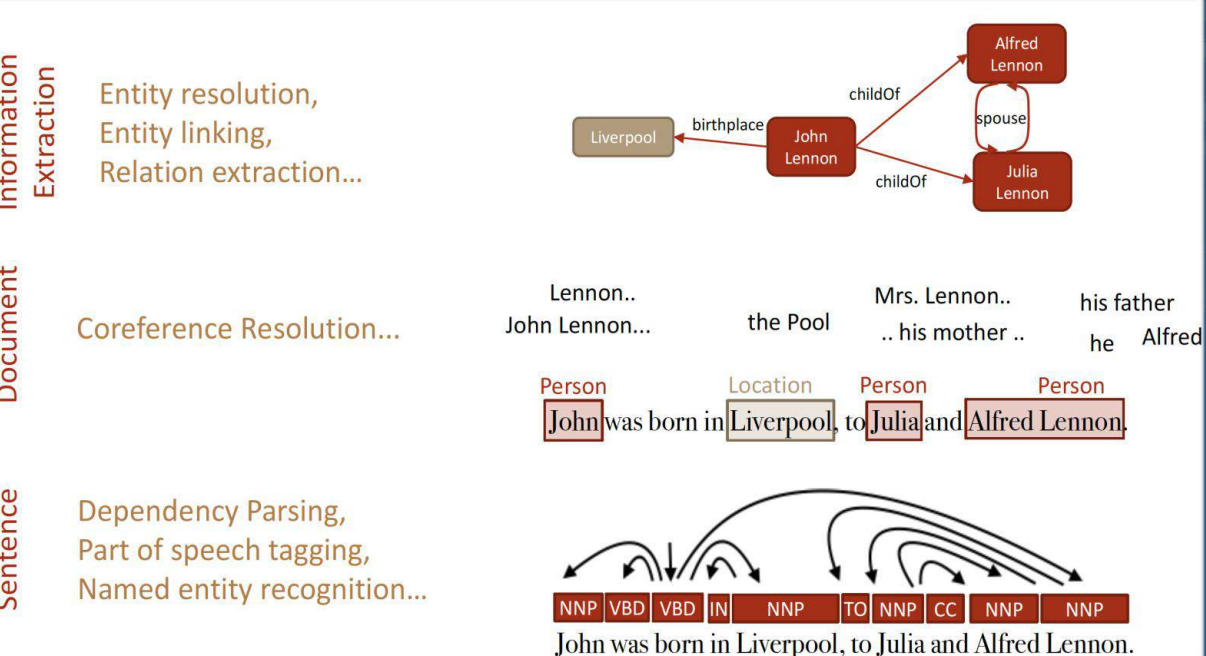 Information
Extraction
Entity resolution,
Entity linking,
Relation extraction...
Alfred
Lennon
childOf
spouse
Liverpool
birthplace
John
Lennon
childOf
Julia
Lennon
Document
Coreference Resolution...
Lennon..
John Lennon...
the Pool
Mrs. Lennon..
.. his mother ..
his father
he
Alfred
Person
Location
Person
Person
John was born in Liverpool, to Julia and Alfred Lennon.
Sentence
Dependency Parsing,
Part of speech tagging,
Named entity recognition...
NNP VBD VBD IN NNP TO NNP CC NNP NNP
John was born in Liverpool, to Julia and Alfred Lennon.